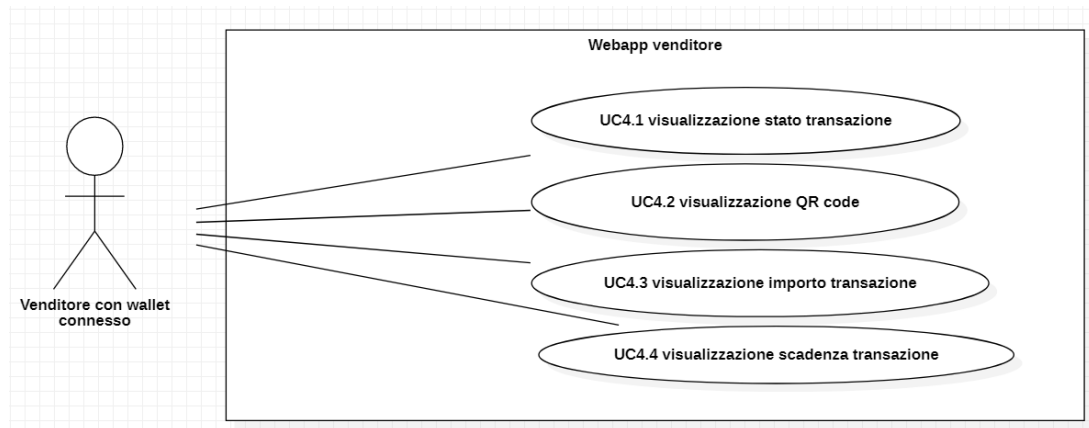 Webapp venditore
UC4.1 visualizzazione stato transazione
UC4.2 visualizzazione QR code
UC4.3 visualizzazione importo transazione
UC4.4 visualizzazione scadenza transazione
Venditore con wallet
connesso